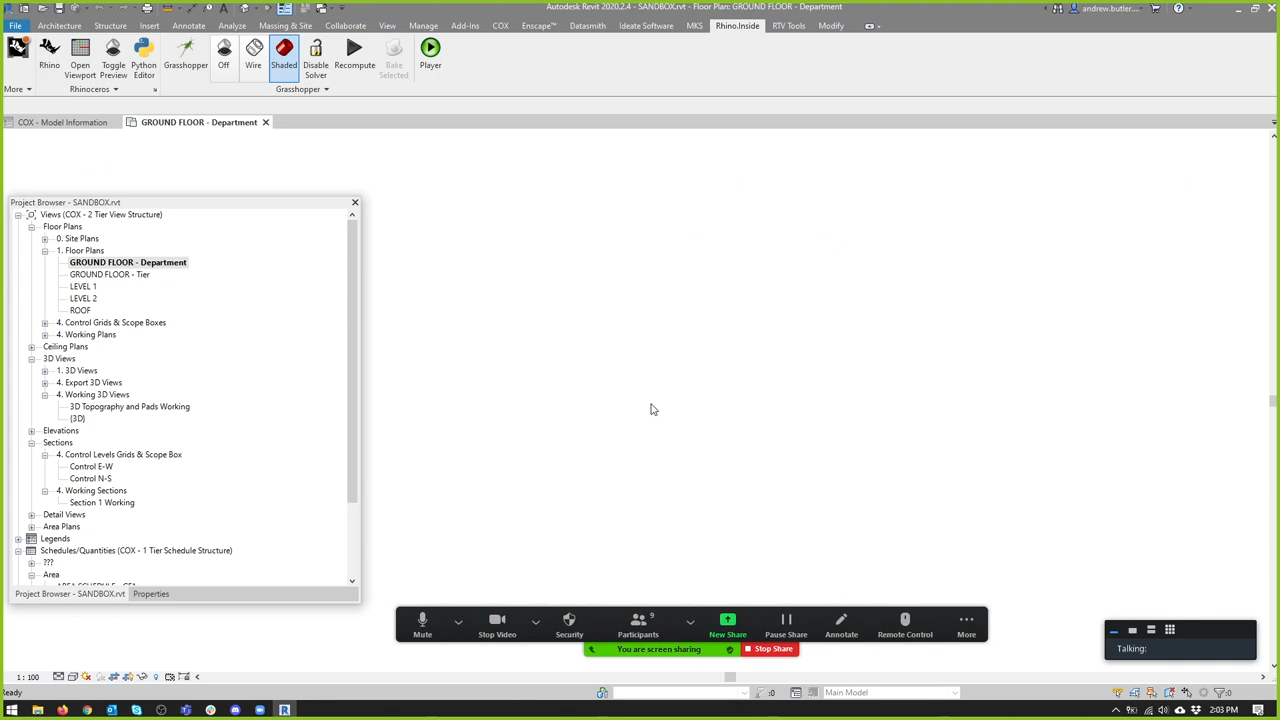 Autodesk Revit 2020.2.4 - SANDBOX.rvt - Floor Plan: GROUND FLOOR - Department
andrew.butler....
File Architecture Structure Insert Annotate Analyze Massing & Site Collaborate View Manage Add-Ins COX Enscape™ Datasmith Ideate Software MKS Rhino.Inside RTV Tools Modify
Rhino
Open Viewport
Toggle Preview
Python Editor
Grasshopper
Off
Wire
Shaded
Disable Solver
Recompute
Bake Selected
Player
More
Rhinoceros
Grasshopper
COX - Model Information
GROUND FLOOR - Department
Project Browser - SANDBOX.rvt
Views (COX - 2 Tier View Structure)
Floor Plans
0. Site Plans
1. Floor Plans
GROUND FLOOR - Department
GROUND FLOOR - Tier
LEVEL 1
LEVEL 2
ROOF
4. Control Grids & Scope Boxes
4. Working Plans
Ceiling Plans
3D Views
1. 3D Views
4. Export 3D Views
4. Working 3D Views
3D Topography and Pads Working
{3D}
Elevations
Sections
4. Control Levels Grids & Scope Box
Control E-W
Control N-S
4. Working Sections
Section 1 Working
Detail Views
Area Plans
Legends
Schedules/Quantities (COX - 1 Tier Schedule Structure)
???
Area
Project Browser - SANDBOX.rvt Properties
Mute
Stop Video
Security
9
Participants
New Share
Pause Share
Annotate
Remote Control
More
You are screen sharing
Stop Share
Talking:
1 : 100
Ready
:0
Main Model
:0
2:03 PM